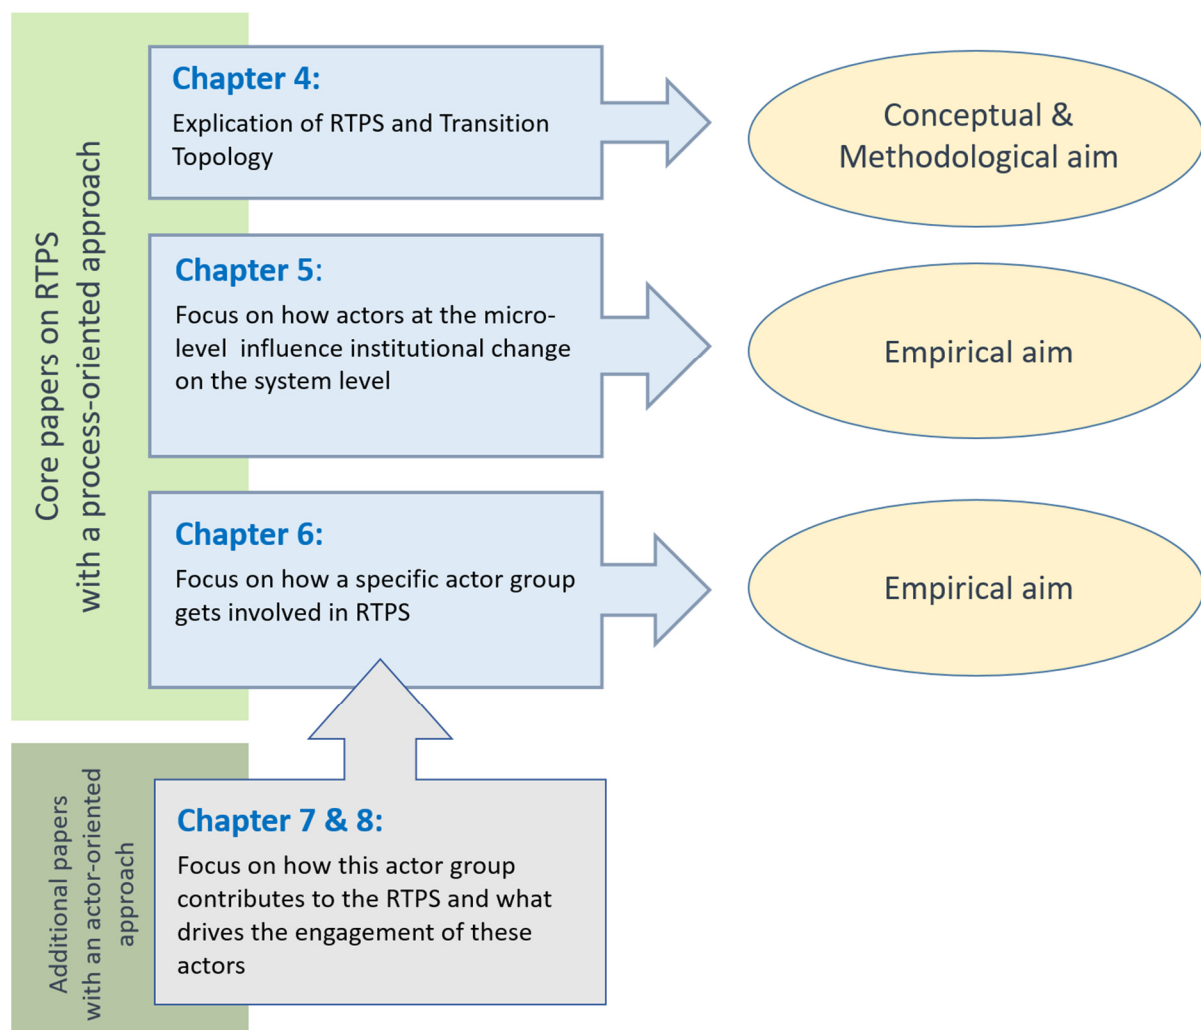 Core papers on RTPS
with a process-oriented approach
Chapter 4:
Explication of RTPS and Transition
Topology
Conceptual &
Methodological aim
Chapter 5:
Focus on how actors at the micro-
level  influence institutional change
on the system level
Empirical aim
Chapter 6:
Focus on how a specific actor group
gets involved in RTPS
Empirical aim
Additional papers
with an actor-oriented
approach
Chapter 7 & 8:
Focus on how this actor group
contributes to the RTPS and what
drives the engagement of these
actors